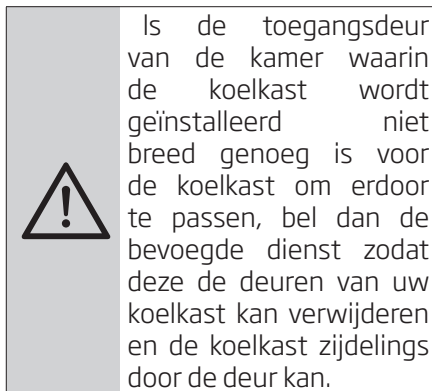 Is de toegangsdeur
van de kamer waarin
de koelkast wordt
geïnstalleerd niet
breed genoeg is voor
de koelkast om erdoor
te passen, bel dan de
bevoegde dienst zodat
deze de deuren van uw
koelkast kan verwijderen
en de koelkast zijdelings
door de deur kan.